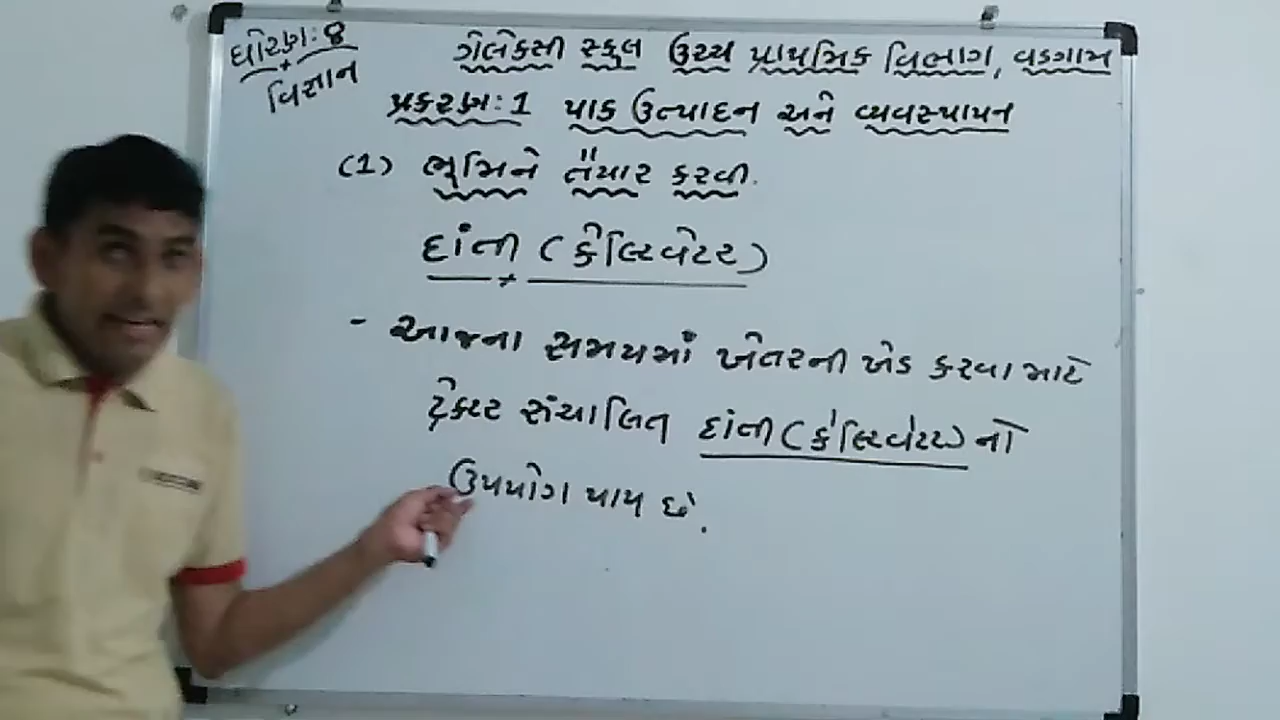 ધોરણ: ૪
વિજ્ઞાન
ગેલેક્સી સ્કુલ ઉચ્ચ પ્રાથમિક વિભાગ, વડગામ
પ્રકરણ: 1 પાક ઉત્પાદન અને વ્યવસ્થાપન
(1) ભૂમિને તૈયાર કરવી.
દાંતી (કેલ્ટિવેટર)
- આજના સમયમાં ખેતરની ખેડ કરવા માટે
ટ્રેક્ટર સંચાલિત દાંતી (કેલ્ટિવેટર) નો
ઉપયોગ થાય છે.